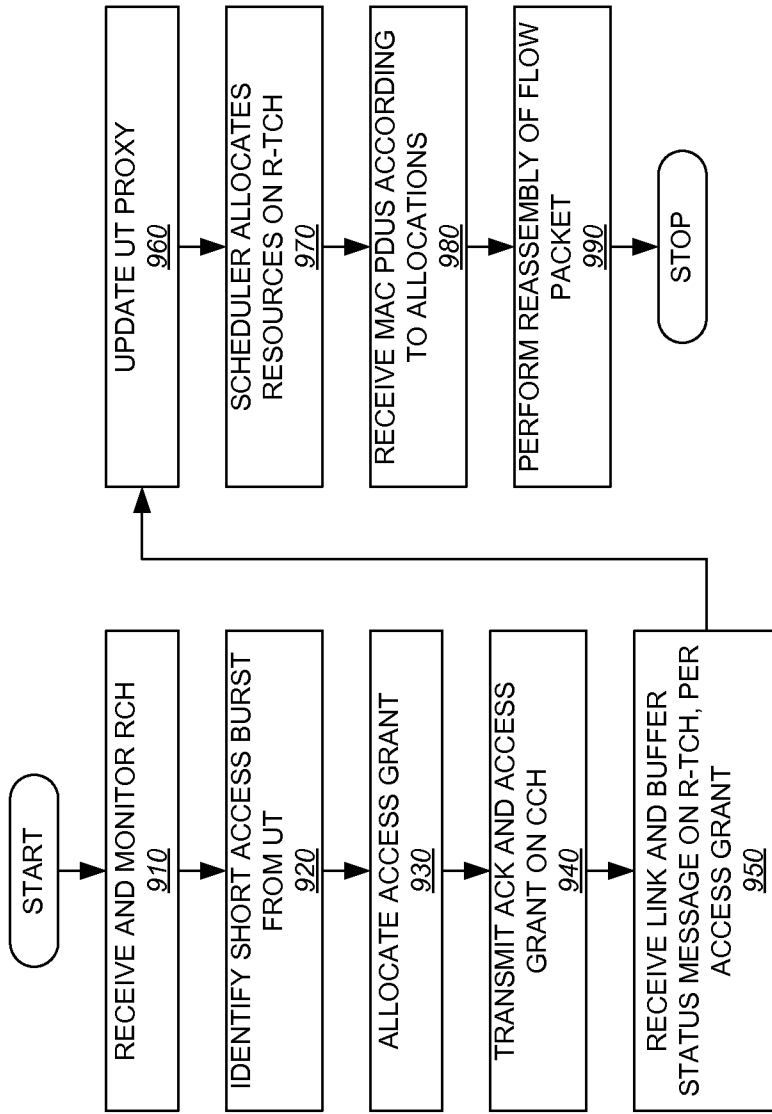 START
RECEIVE AND MONITOR RCH
910
IDENTIFY SHORT ACCESS BURST
FROM UT
920
ALLOCATE ACCESS GRANT
930
TRANSMIT ACK AND ACCESS
GRANT ON CCH
940
RECEIVE LINK AND BUFFER
STATUS MESSAGE ON R-TCH, PER
ACCESS GRANT
950
UPDATE UT PROXY
960
SCHEDULER ALLOCATES
RESOURCES ON R-TCH
970
RECEIVE MAC PDUS ACCORDING
TO ALLOCATIONS
980
PERFORM REASSEMBLY OF FLOW
PACKET
990
STOP